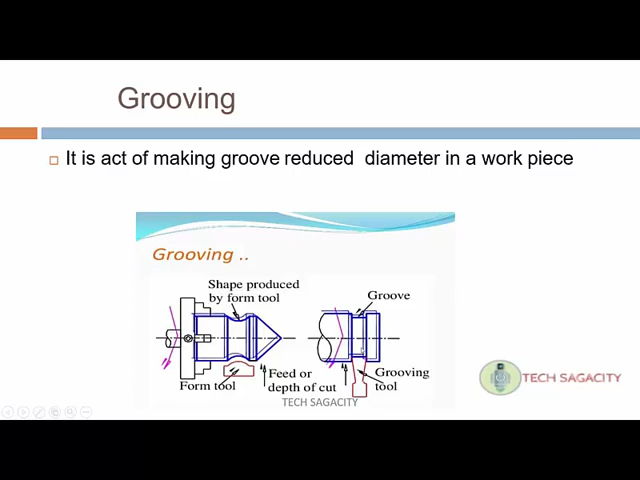 Grooving
It is act of making groove reduced diameter in a work piece
Grooving ..
Shape produced
by form tool
Groove
Form tool
Feed or
depth of cut
Grooving
tool
TECH SAGACITY
TECH SAGACITY